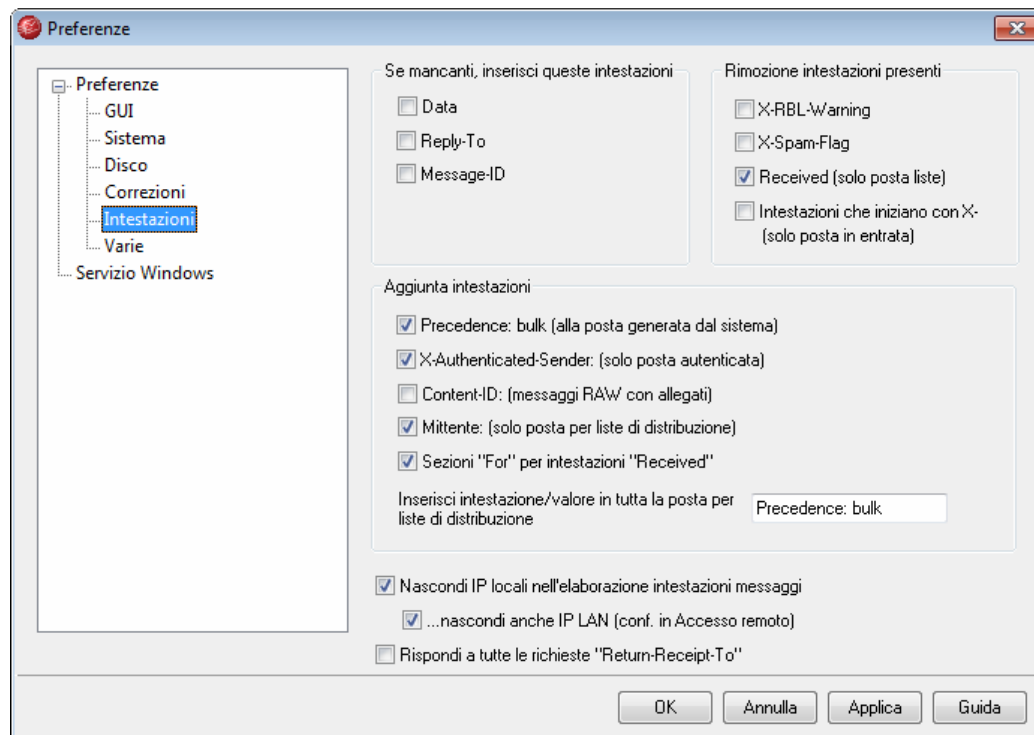 Preferenze
Preferenze
GUI
Sistema
Disco
Correzioni
Intestazioni
Varie
Servizio Windows
Se mancanti, inserisci queste intestazioni
Data
Reply-To
Message-ID
Rimozione intestazioni presenti
X-RBL-Warning
X-Spam-Flag
Received (solo posta liste)
Intestazioni che iniziano con X-
(solo posta in entrata)
Aggiunta intestazioni
Precedence: bulk (alla posta generata dal sistema)
X-Authenticated-Sender: (solo posta autenticata)
Content-ID: (messaggi RAW con allegati)
Mittente: (solo posta per liste di distribuzione)
Sezioni "For" per intestazioni "Received"
Inserisci intestazione/valore in tutta la posta per
liste di distribuzione
Precedence: bulk
Nascondi IP locali nell'elaborazione intestazioni messaggi
...nascondi anche IP LAN (conf. in Accesso remoto)
Rispondi a tutte le richieste "Return-Receipt-To"
OK
Annulla
Applica
Guida